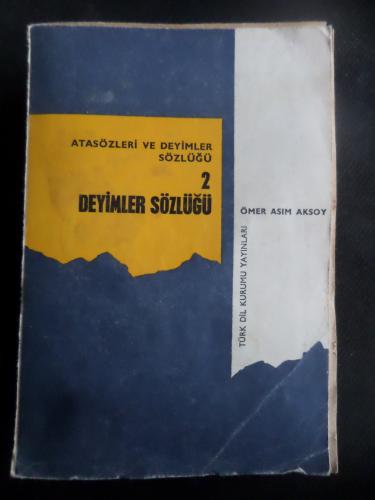 ATASÖZLERİ VE DEYİMLER
SÖZLÜĞÜ
2
DEYİMLER SÖZLÜĞÜ
ÖMER ASIM AKSOY
TÜRK DİL KURUMU YAYINLARI